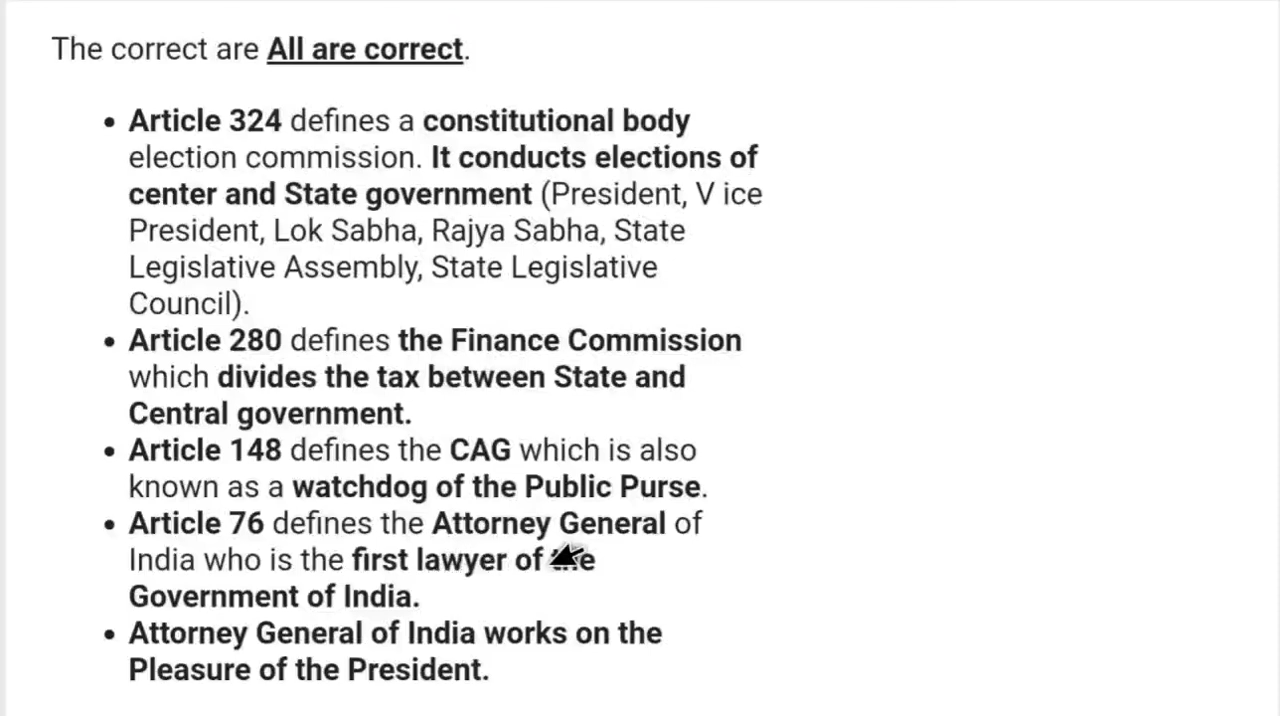 The correct are All are correct.
• Article 324 defines a constitutional body
election commission. It conducts elections of
center and State government (President, V ice
President, Lok Sabha, Rajya Sabha, State
Legislative Assembly, State Legislative
Council).
• Article 280 defines the Finance Commission
which divides the tax between State and
Central government.
• Article 148 defines the CAG which is also
known as a watchdog of the Public Purse.
• Article 76 defines the Attorney General of
India who is the first lawyer of the
Government of India.
• Attorney General of India works on the
Pleasure of the President.